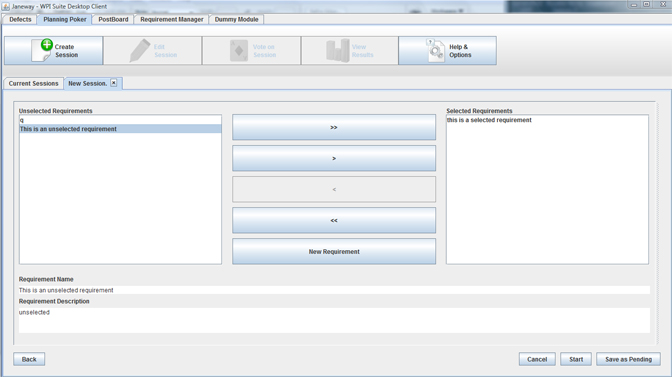 Janeway - WPI Suite Desktop Client
Defects Planning Poker PostBoard Requirement Manager Dummy Module
Create Session
Edit Session
Vote on Session
View Results
Help & Options
Current Sessions New Session.
Unselected Requirements
q
This is an unselected requirement
>>
>
<
<<
New Requirement
Selected Requirements
this is a selected requirement
Requirement Name
This is an unselected requirement
Requirement Description
unselected
Back Cancel Start Save as Pending